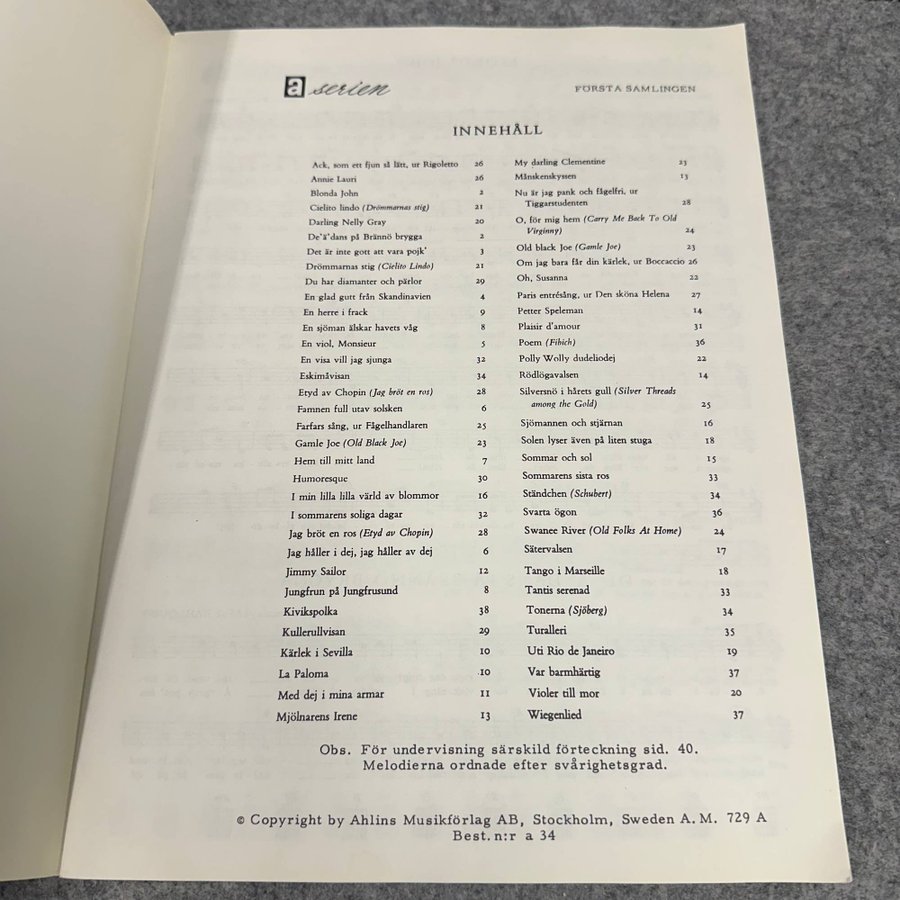 a serien
FÖRSTA SAMLINGEN
INNEHÅLL
Ack, som ett fjun så lätt, ur Rigoletto 26
Annie Lauri 26
Blonda John 2
Cielito lindo (Drömmarnas stig) 21
Darling Nelly Gray 20
De'ä'dans på Brännö brygga 2
Det är inte gott att vara pojk' 3
Drömmarnas stig (Cielito Lindo) 21
Du har diamanter och pärlor 29
En glad gutt från Skandinavien 4
En herre i frack 9
En sjöman älskar havets våg 8
En viol, Monsieur 5
En visa vill jag sjunga 32
Eskimåvisan 34
Etyd av Chopin (Jag bröt en ros) 28
Famnen full utav solsken 6
Farfars sång, ur Fågelhandlaren 25
Gamle Joe (Old Black Joe) 23
Hem till mitt land 7
Humoresque 30
I min lilla lilla värld av blommor 16
I sommarens soliga dagar 32
Jag bröt en ros (Etyd av Chopin) 28
Jag håller i dej, jag håller av dej 6
Jimmy Sailor 12
Jungfrun på Jungfrusund 8
Kivikspolka 38
Kullerullvisan 29
Kärlek i Sevilla 10
La Paloma 10
Med dej i mina armar 11
Mjölnarens Irene 13
My darling Clementine 23
Månskenskyssen 13
Nu är jag pank och fågelfri, ur
Tiggarstudenten 28
O, för mig hem (Carry Me Back To Old
Virginny) 24
Old black Joe (Gamle Joe) 23
Om jag bara får din kärlek, ur Boccaccio 26
Oh, Susanna 22
Paris entrésång, ur Den sköna Helena 27
Petter Speleman 14
Plaisir d'amour 31
Poem (Fibich) 36
Polly Wolly dudeliodej 22
Rödlögavalsen 14
Silversnö i hårets gull (Silver Threads
among the Gold) 25
Sjömannen och stjärnan 16
Solen lyser även på liten stuga 18
Sommar och sol 15
Sommarens sista ros 33
Ständchen (Schubert) 34
Svarta ögon 36
Swanee River (Old Folks At Home) 24
Sätervalsen 17
Tango i Marseille 18
Tantis serenad 33
Tonerna (Sjöberg) 34
Turalleri 35
Uti Rio de Janeiro 19
Var barmhärtig 37
Violer till mor 20
Wiegenlied 37
Obs. För undervisning särskild förteckning sid. 40.
Melodierna ordnade efter svårighetsgrad.
© Copyright by Ahlins Musikförlag AB, Stockholm, Sweden A. M. 729 A
Best. n:r a 34